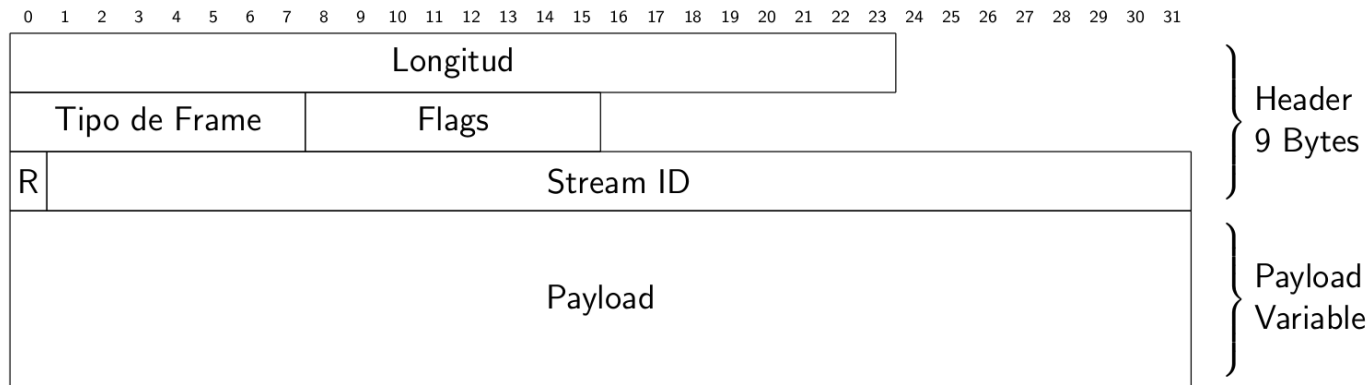 0 1 2 3 4 5 6 7 8 9 10 11 12 13 14 15 16 17 18 19 20 21 22 23 24 25 26 27 28 29 30 31
Longitud
Tipo de Frame Flags
R Stream ID
Header
9 Bytes
Payload
Payload
Variable